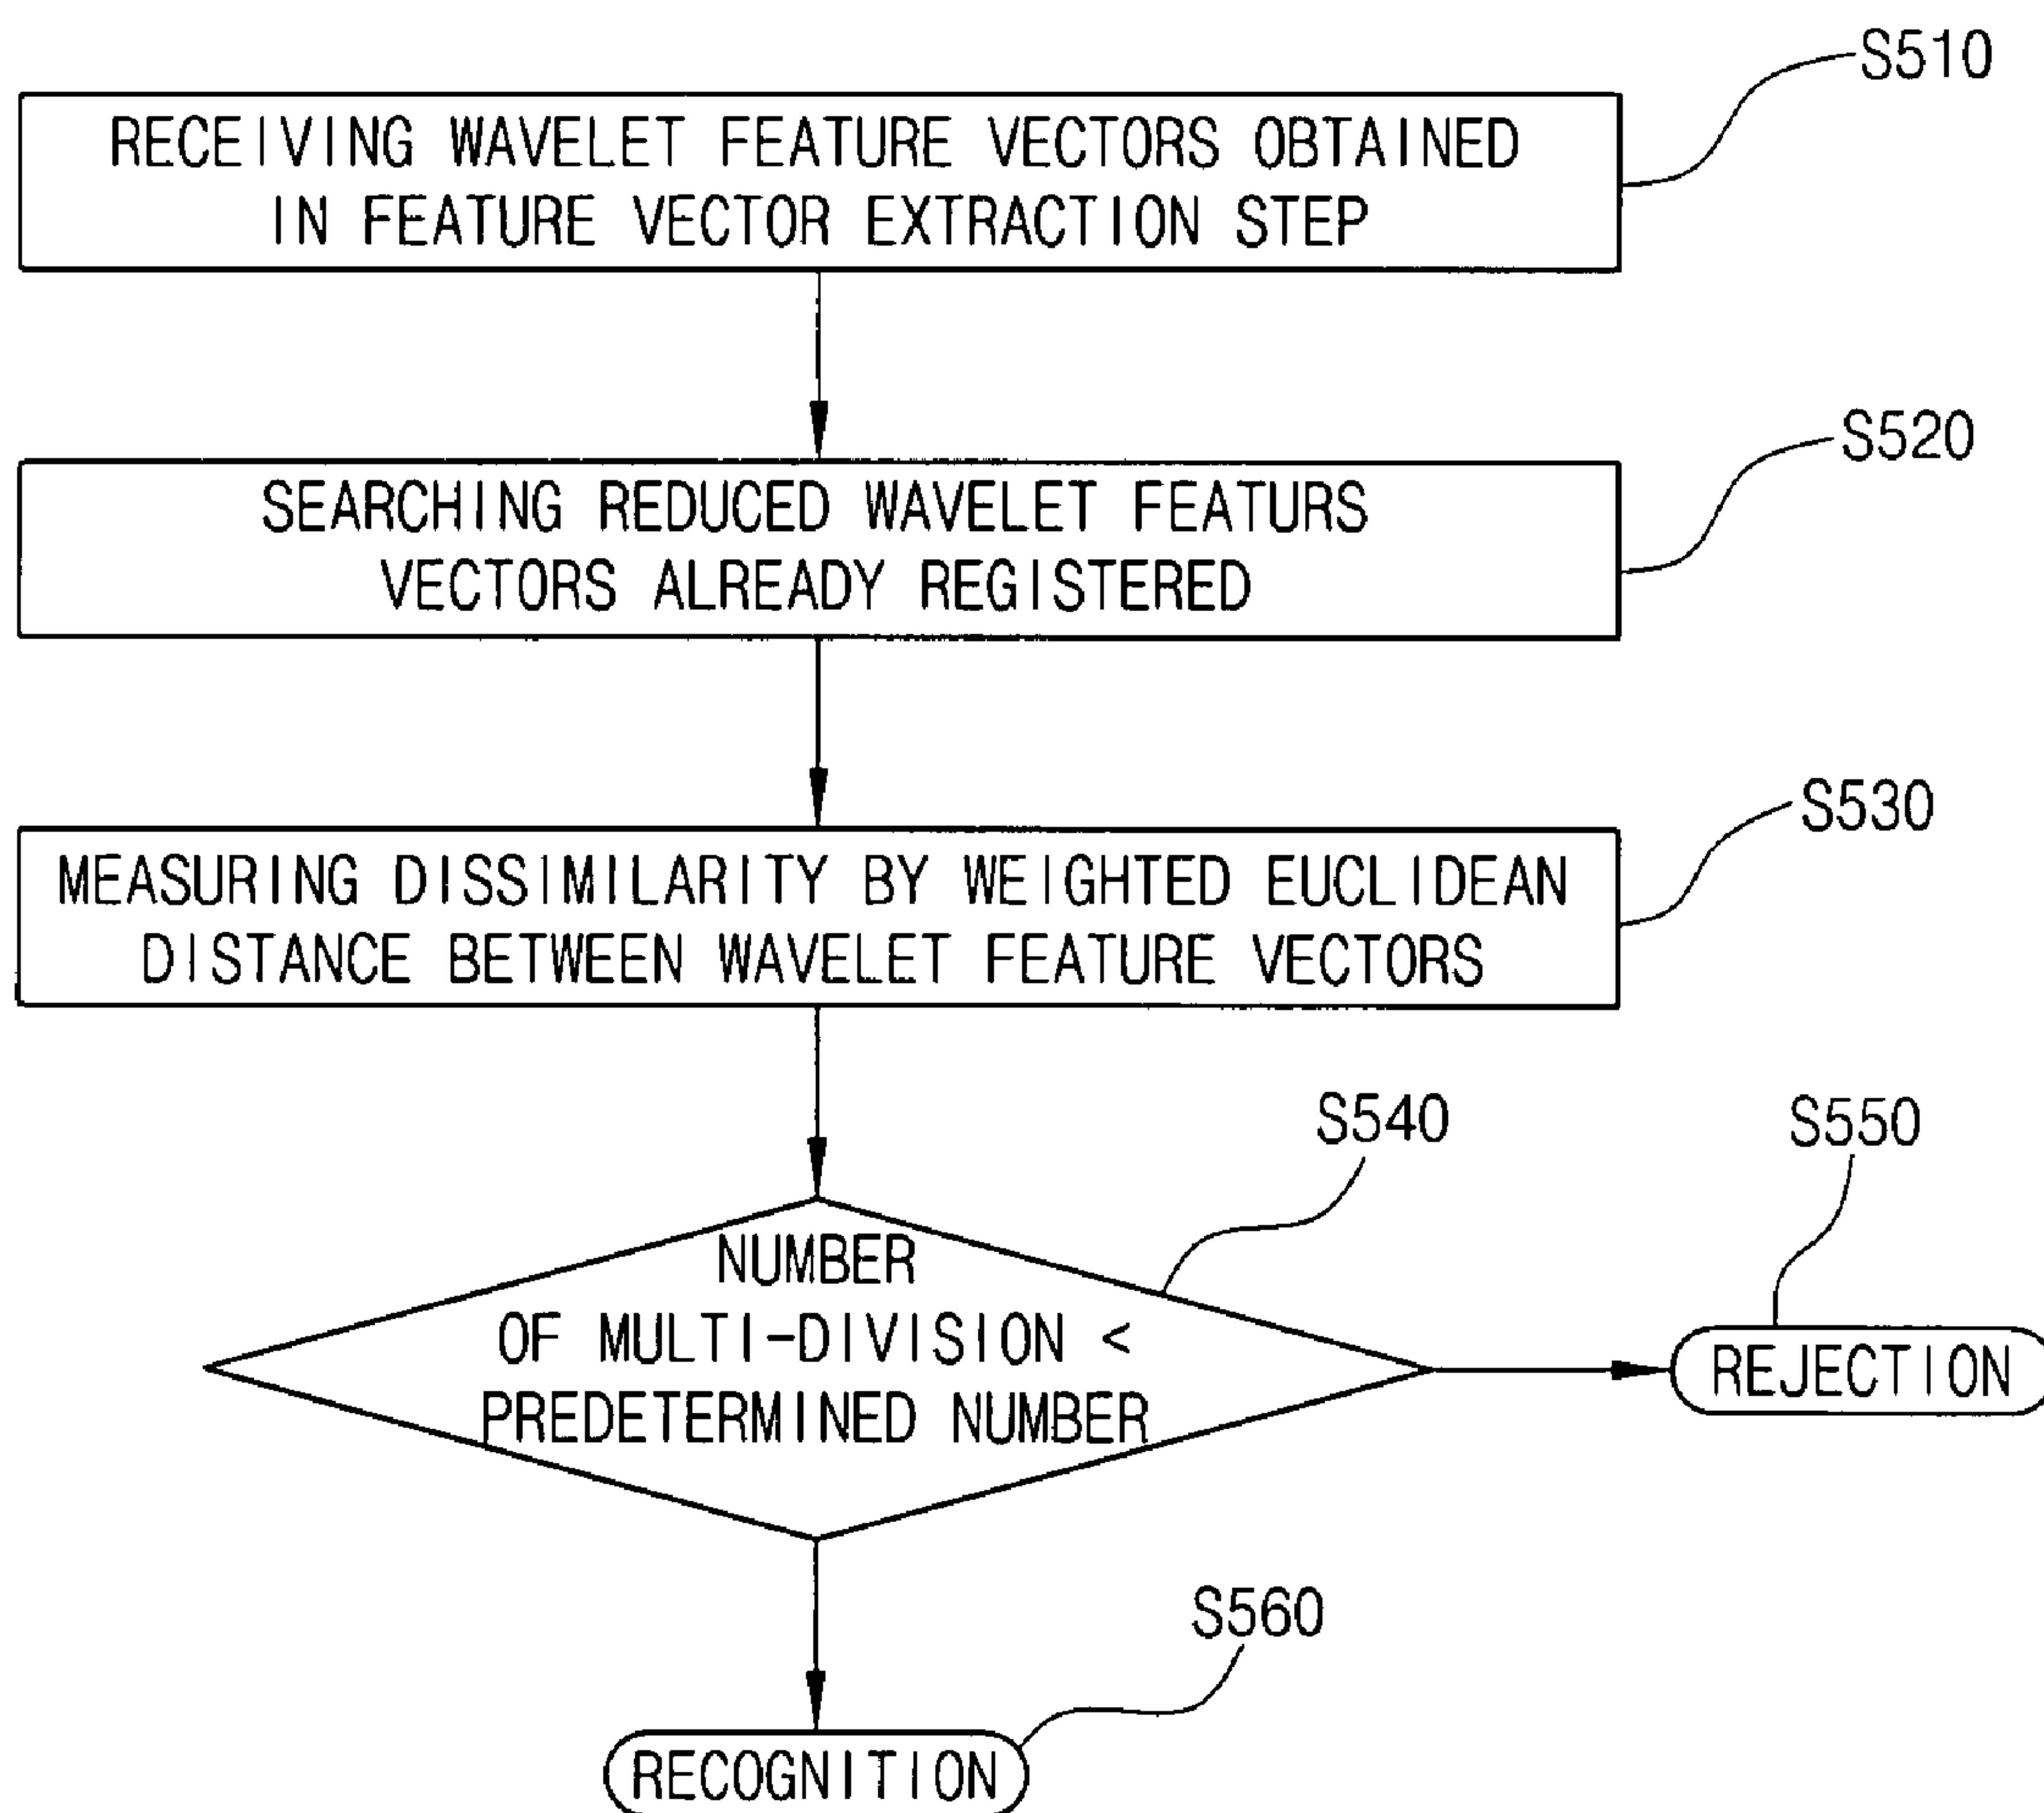 S510
RECEIVING WAVELET FEATURE VECTORS OBTAINED
IN FEATURE VECTOR EXTRACTION STEP
S520
SEARCHING REDUCED WAVELET FEATURS
VECTORS ALREADY REGISTERED
S530
MEASURING DISSIMILARITY BY WEIGHTED EUCLIDEAN
DISTANCE BETWEEN WAVELET FEATURE VECTORS
S540
S550
NUMBER
OF MULTI-DIVISION <
PREDETERMINED NUMBER
REJECTION
S560
RECOGNITION